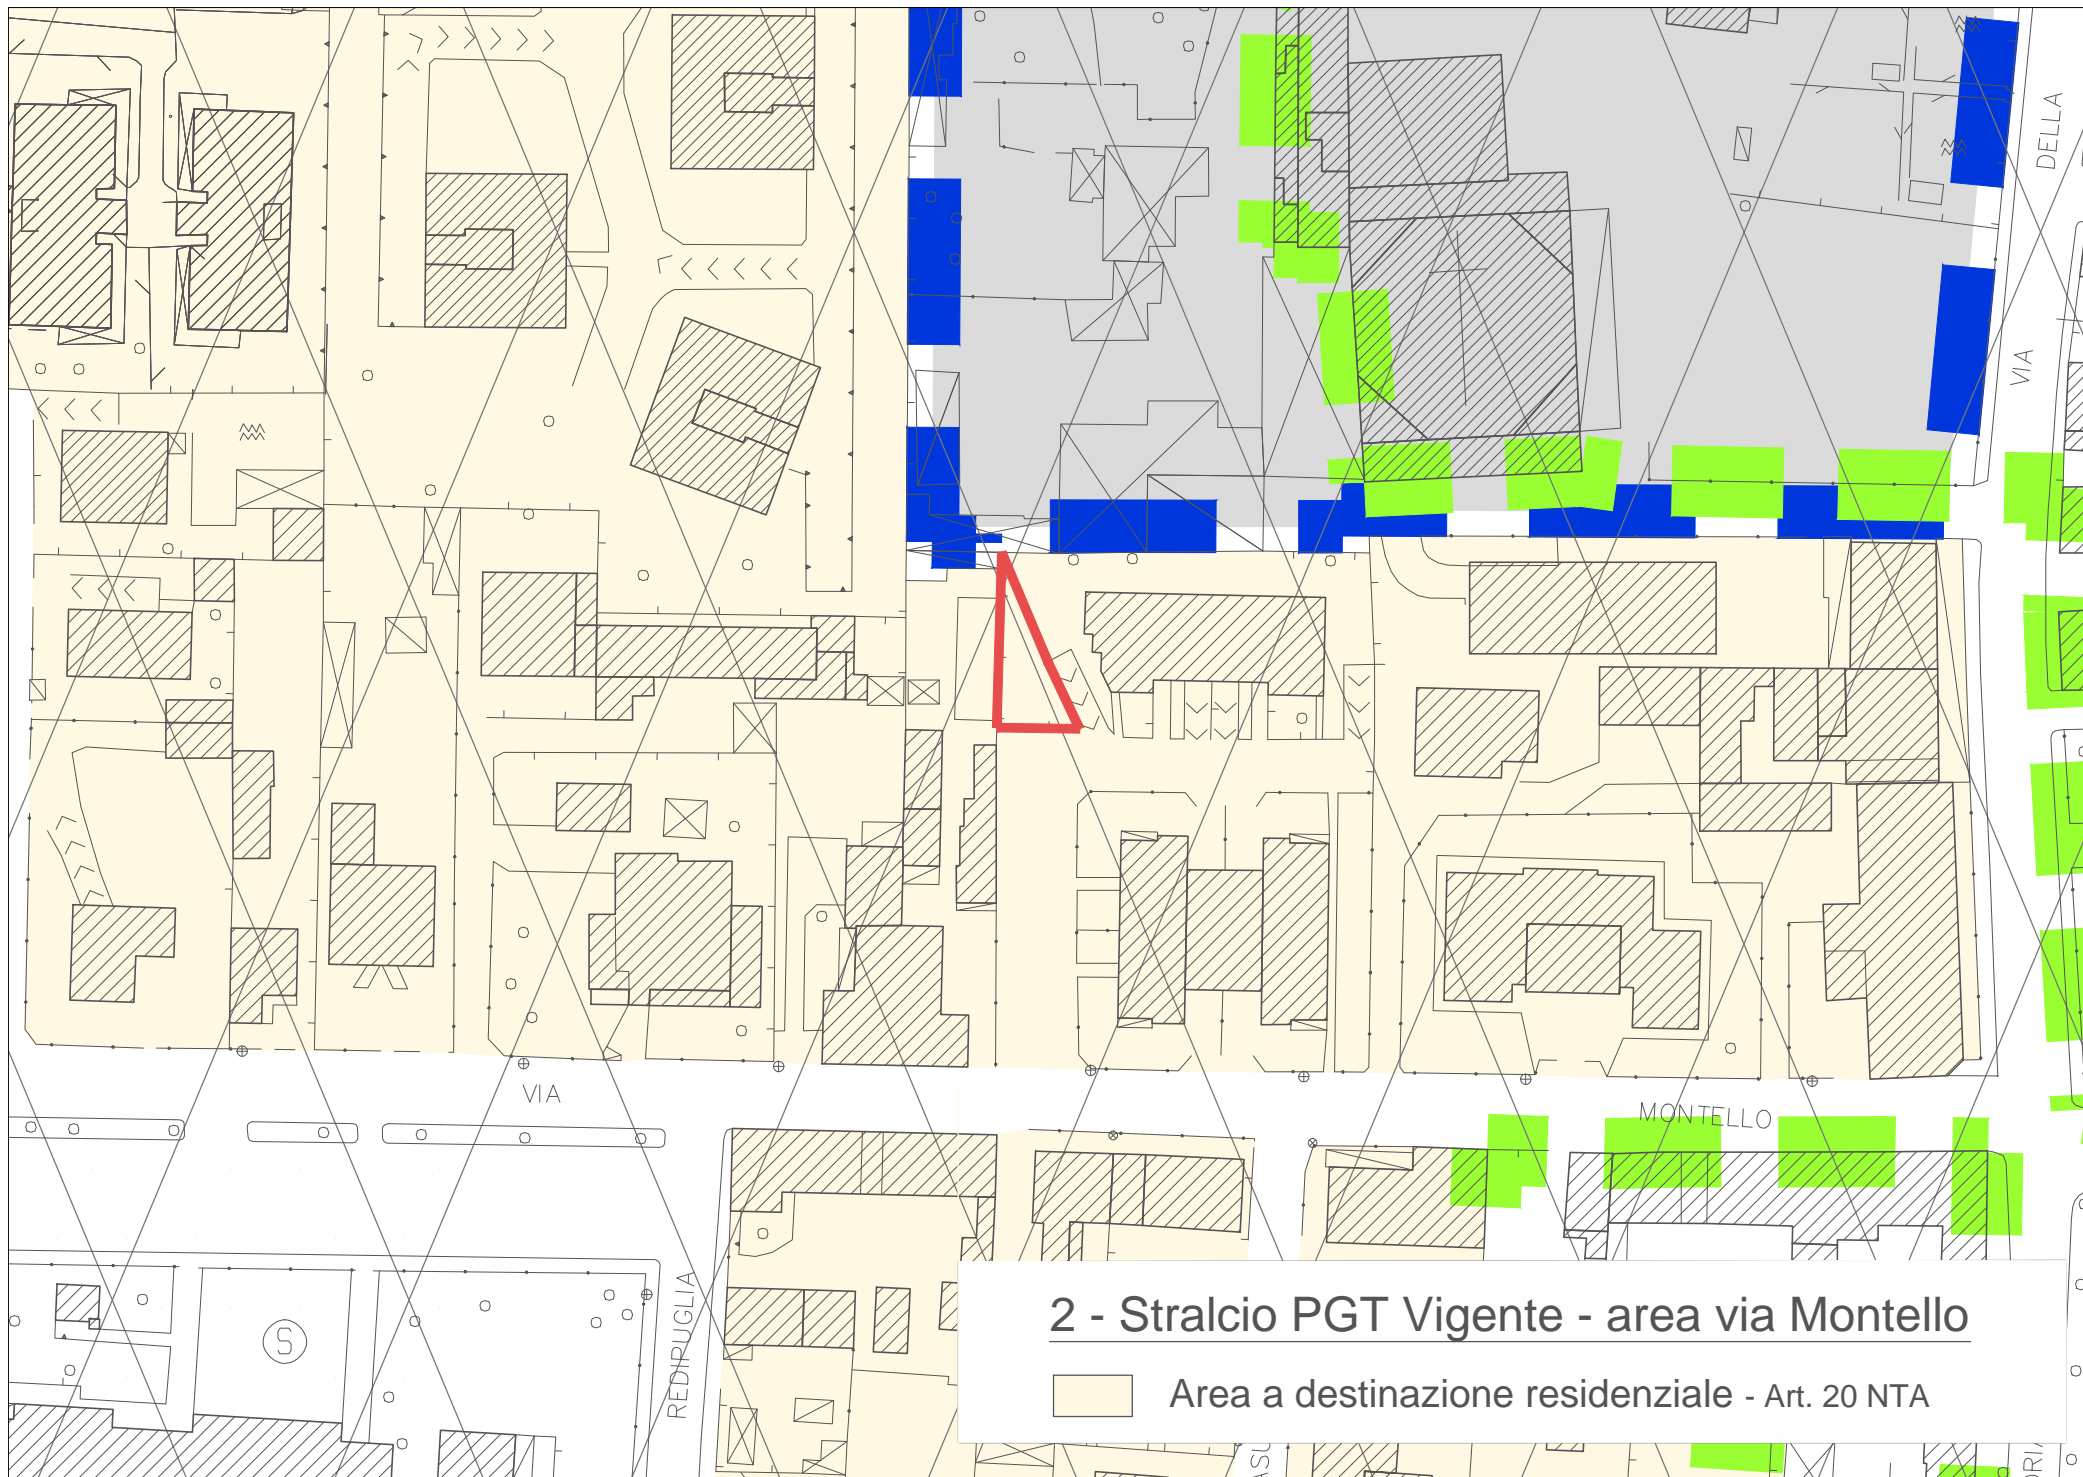 DELLA
VIA
VIA
MONTELLO
REDIPUGLIA
S
2 - Stralcio PGT Vigente - area via Montello
Area a destinazione residenziale - Art. 20 NTA